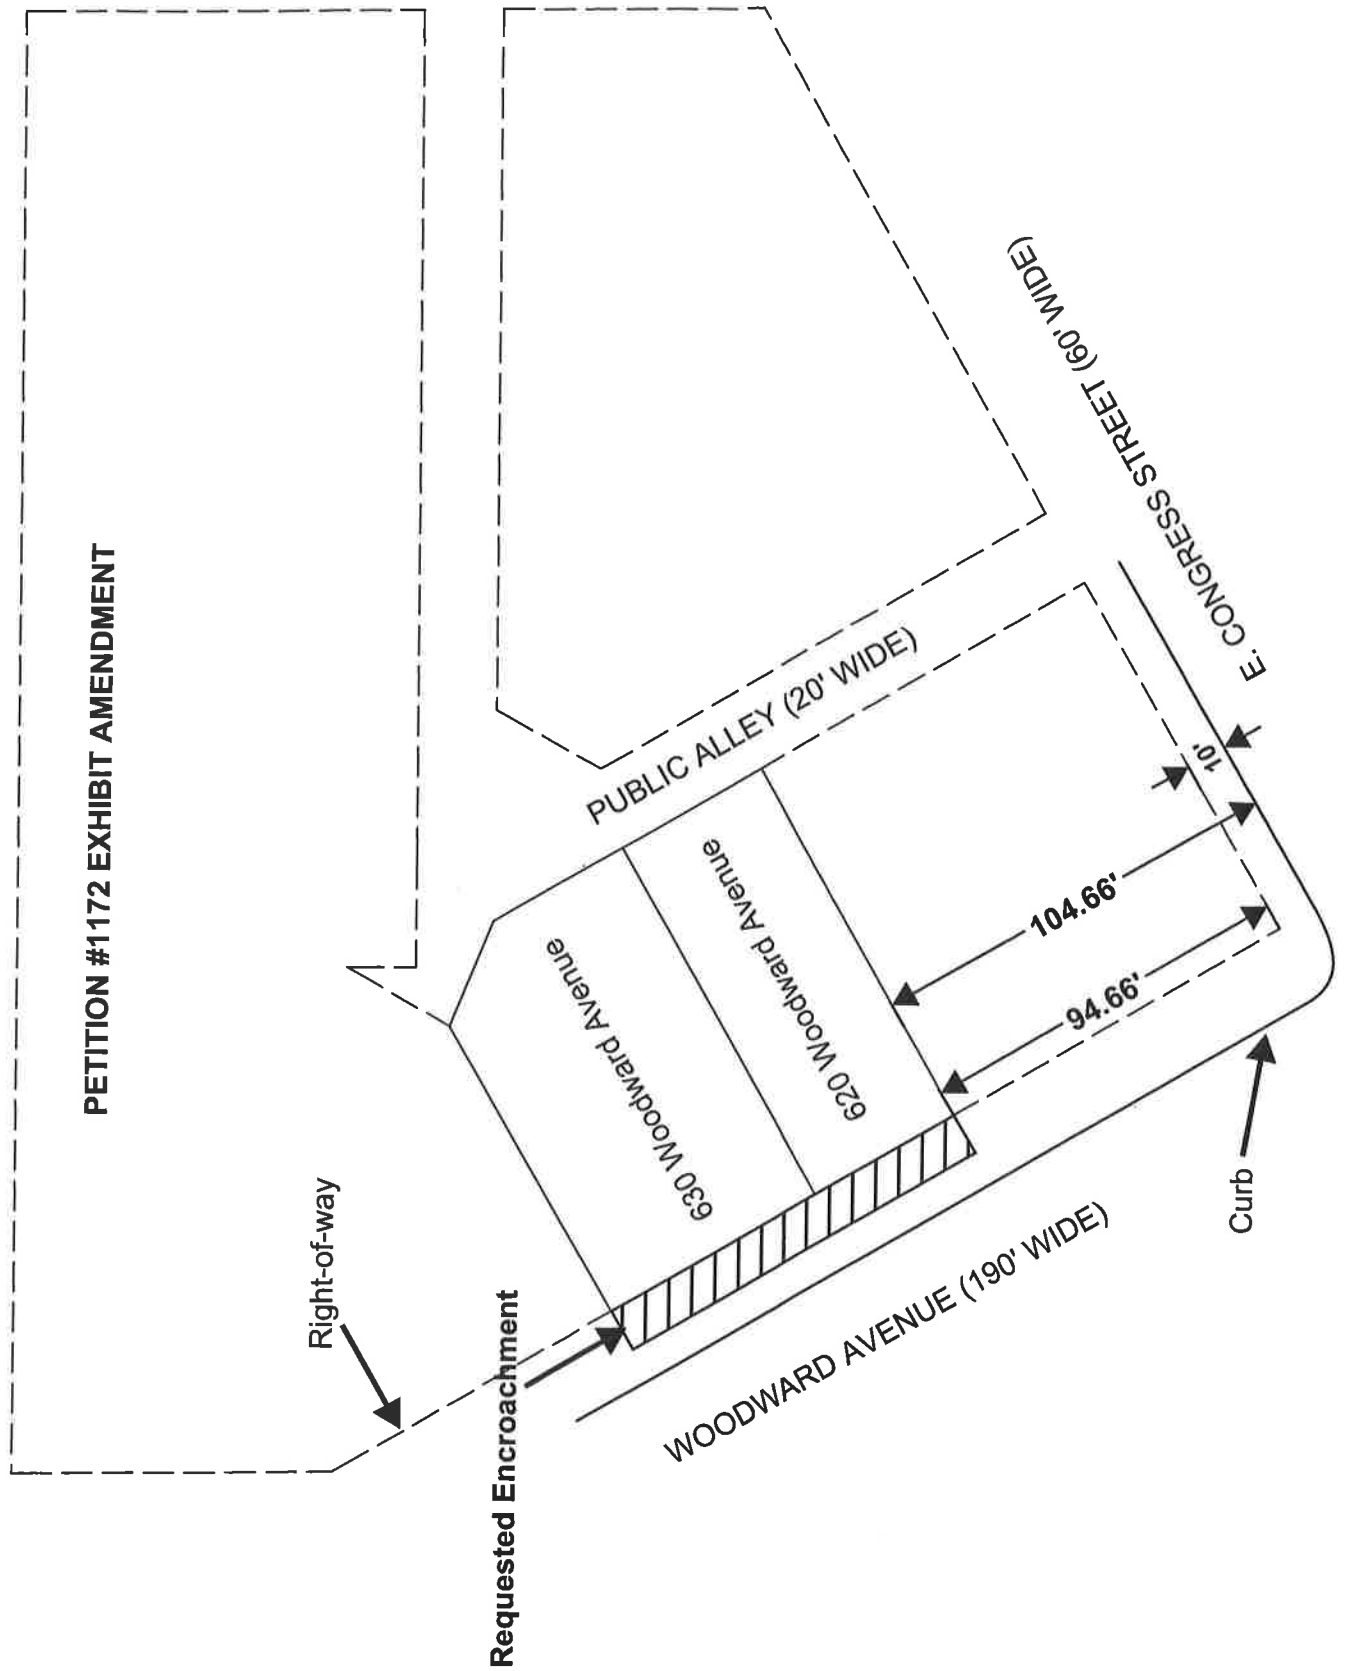 PETITION #1172 EXHIBIT AMENDMENT
Right-of-way
Requested Encroachment
630 Woodward Avenue
620 Woodward Avenue
PUBLIC ALLEY (20' WIDE)
WOODWARD AVENUE (190' WIDE)
94.66'
104.66'
10'
Curb
E. CONGRESS STREET (60' WIDE)